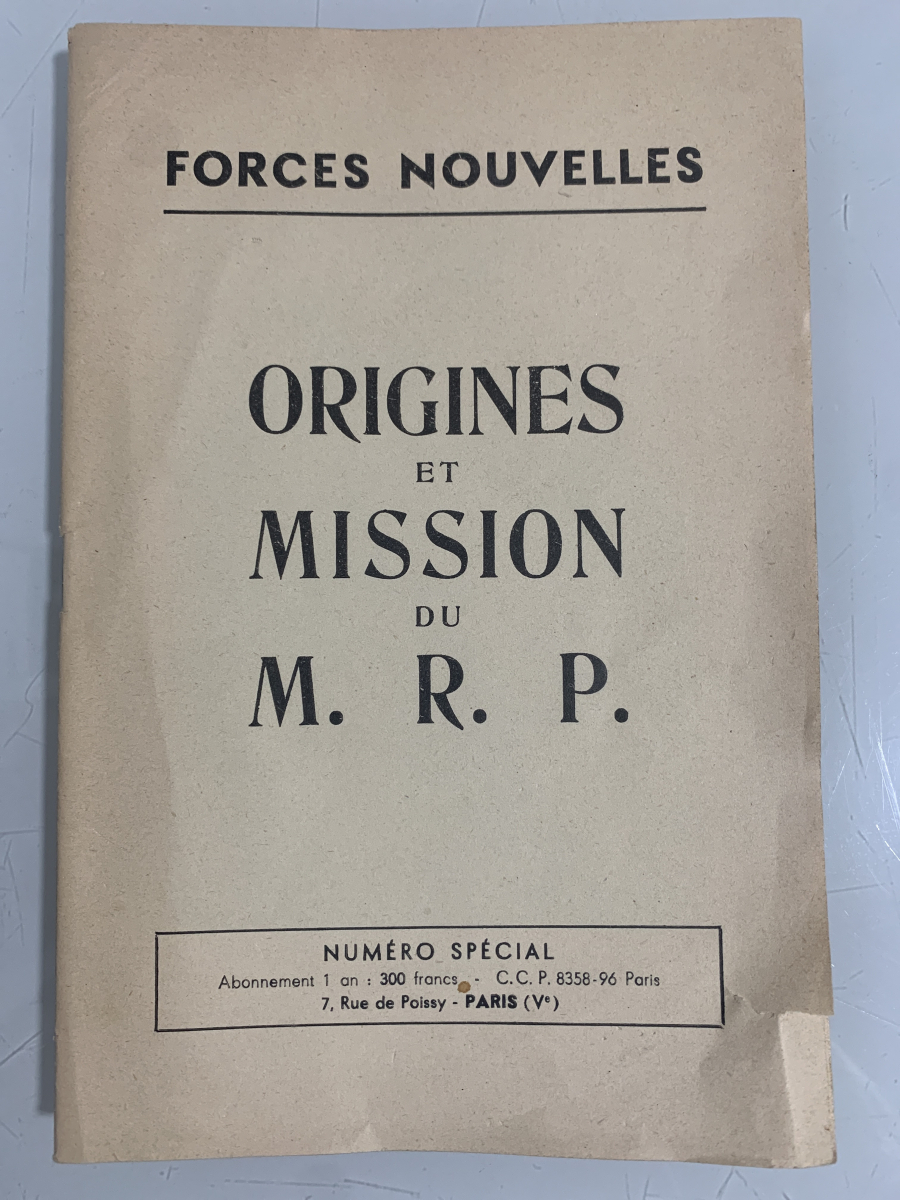 FORCES NOUVELLES
ORIGINES
ET
MISSION
DU
M. R. P.
NUMÉRO SPÉCIAL
Abonnement 1 an : 300 francs - C. C. P. 8358-96 Paris
7, Rue de Poissy - PARIS (Vᵉ)